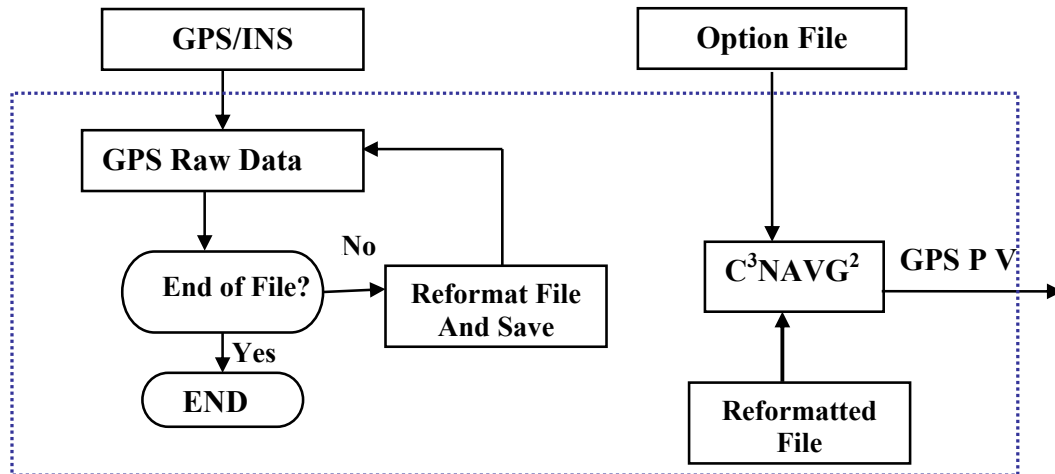 GPS/INS
Option File
GPS Raw Data
No
End of File?
Reformat File
And Save
Yes
END
C³NAVG²
GPS P V
Reformatted
File